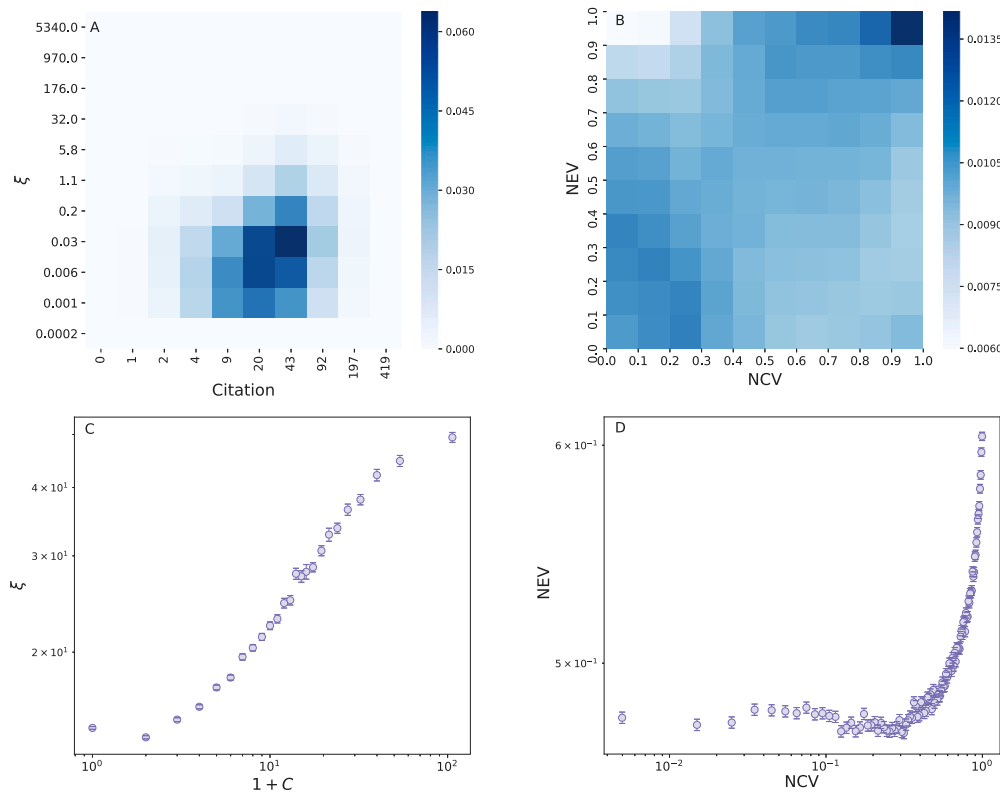 A
5340.0
970.0
176.0
32.0
5.8
1.1
0.2
0.03
0.006
0.001
0.0002
ξ
0 1 2 4 9 20 43 92 197 419
Citation
0.060
0.045
0.030
0.015
0.000
B
1.0
0.9
0.8
0.7
0.6
0.5
0.4
0.3
0.2
0.1
0.0
NEV
0.0 0.1 0.2 0.3 0.4 0.5 0.6 0.7 0.8 0.9 1.0
NCV
0.0135
0.0120
0.0105
0.0090
0.0075
0.0060
C
4 × 10¹
3 × 10¹
2 × 10¹
ξ
10⁰ 10¹ 10²
1 + C
D
6 × 10⁻¹
5 × 10⁻¹
NEV
10⁻² 10⁻¹ 10⁰
NCV